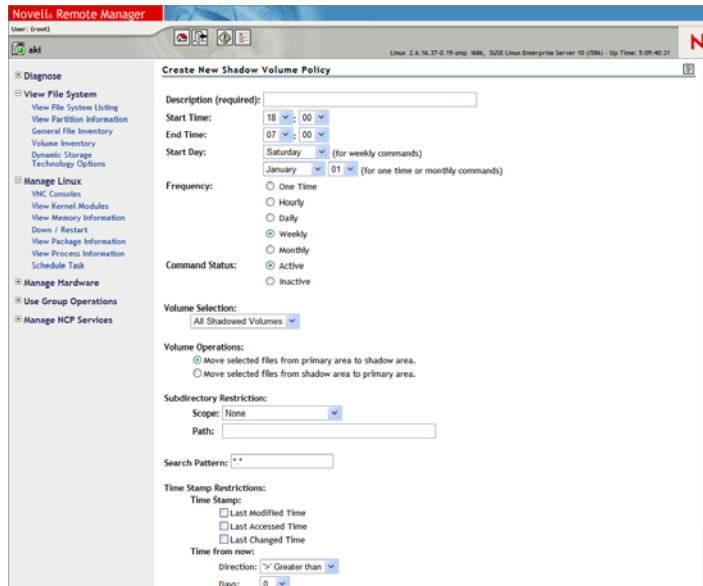 Novell® Remote Manager
User: (root)
aki
Linux 2.6.16.37-0.19-smp i686, SUSE Linux Enterprise Server 10 (i586) - Up Time: 5:09:40:31
N
Diagnose
View File System
View File System Listing
View Partition Information
General File Inventory
Volume Inventory
Dynamic Storage
Technology Options
Manage Linux
VNC Consoles
View Kernel Modules
View Memory Information
Down / Restart
View Package Information
View Process Information
Schedule Task
Manage Hardware
Use Group Operations
Manage NCP Services
Create New Shadow Volume Policy
Description (required):
Start Time: 18 : 00
End Time: 07 : 00
Start Day: Saturday (for weekly commands)
January 01 (for one time or monthly commands)
Frequency: One Time
Hourly
Daily
Weekly
Monthly
Command Status: Active
Inactive
Volume Selection:
All Shadowed Volumes
Volume Operations:
Move selected files from primary area to shadow area.
Move selected files from shadow area to primary area.
Subdirectory Restriction:
Scope: None
Path:
Search Pattern: *.*
Time Stamp Restrictions:
Time Stamp:
Last Modified Time
Last Accessed Time
Last Changed Time
Time from now:
Direction: '>' Greater than
Days: 0